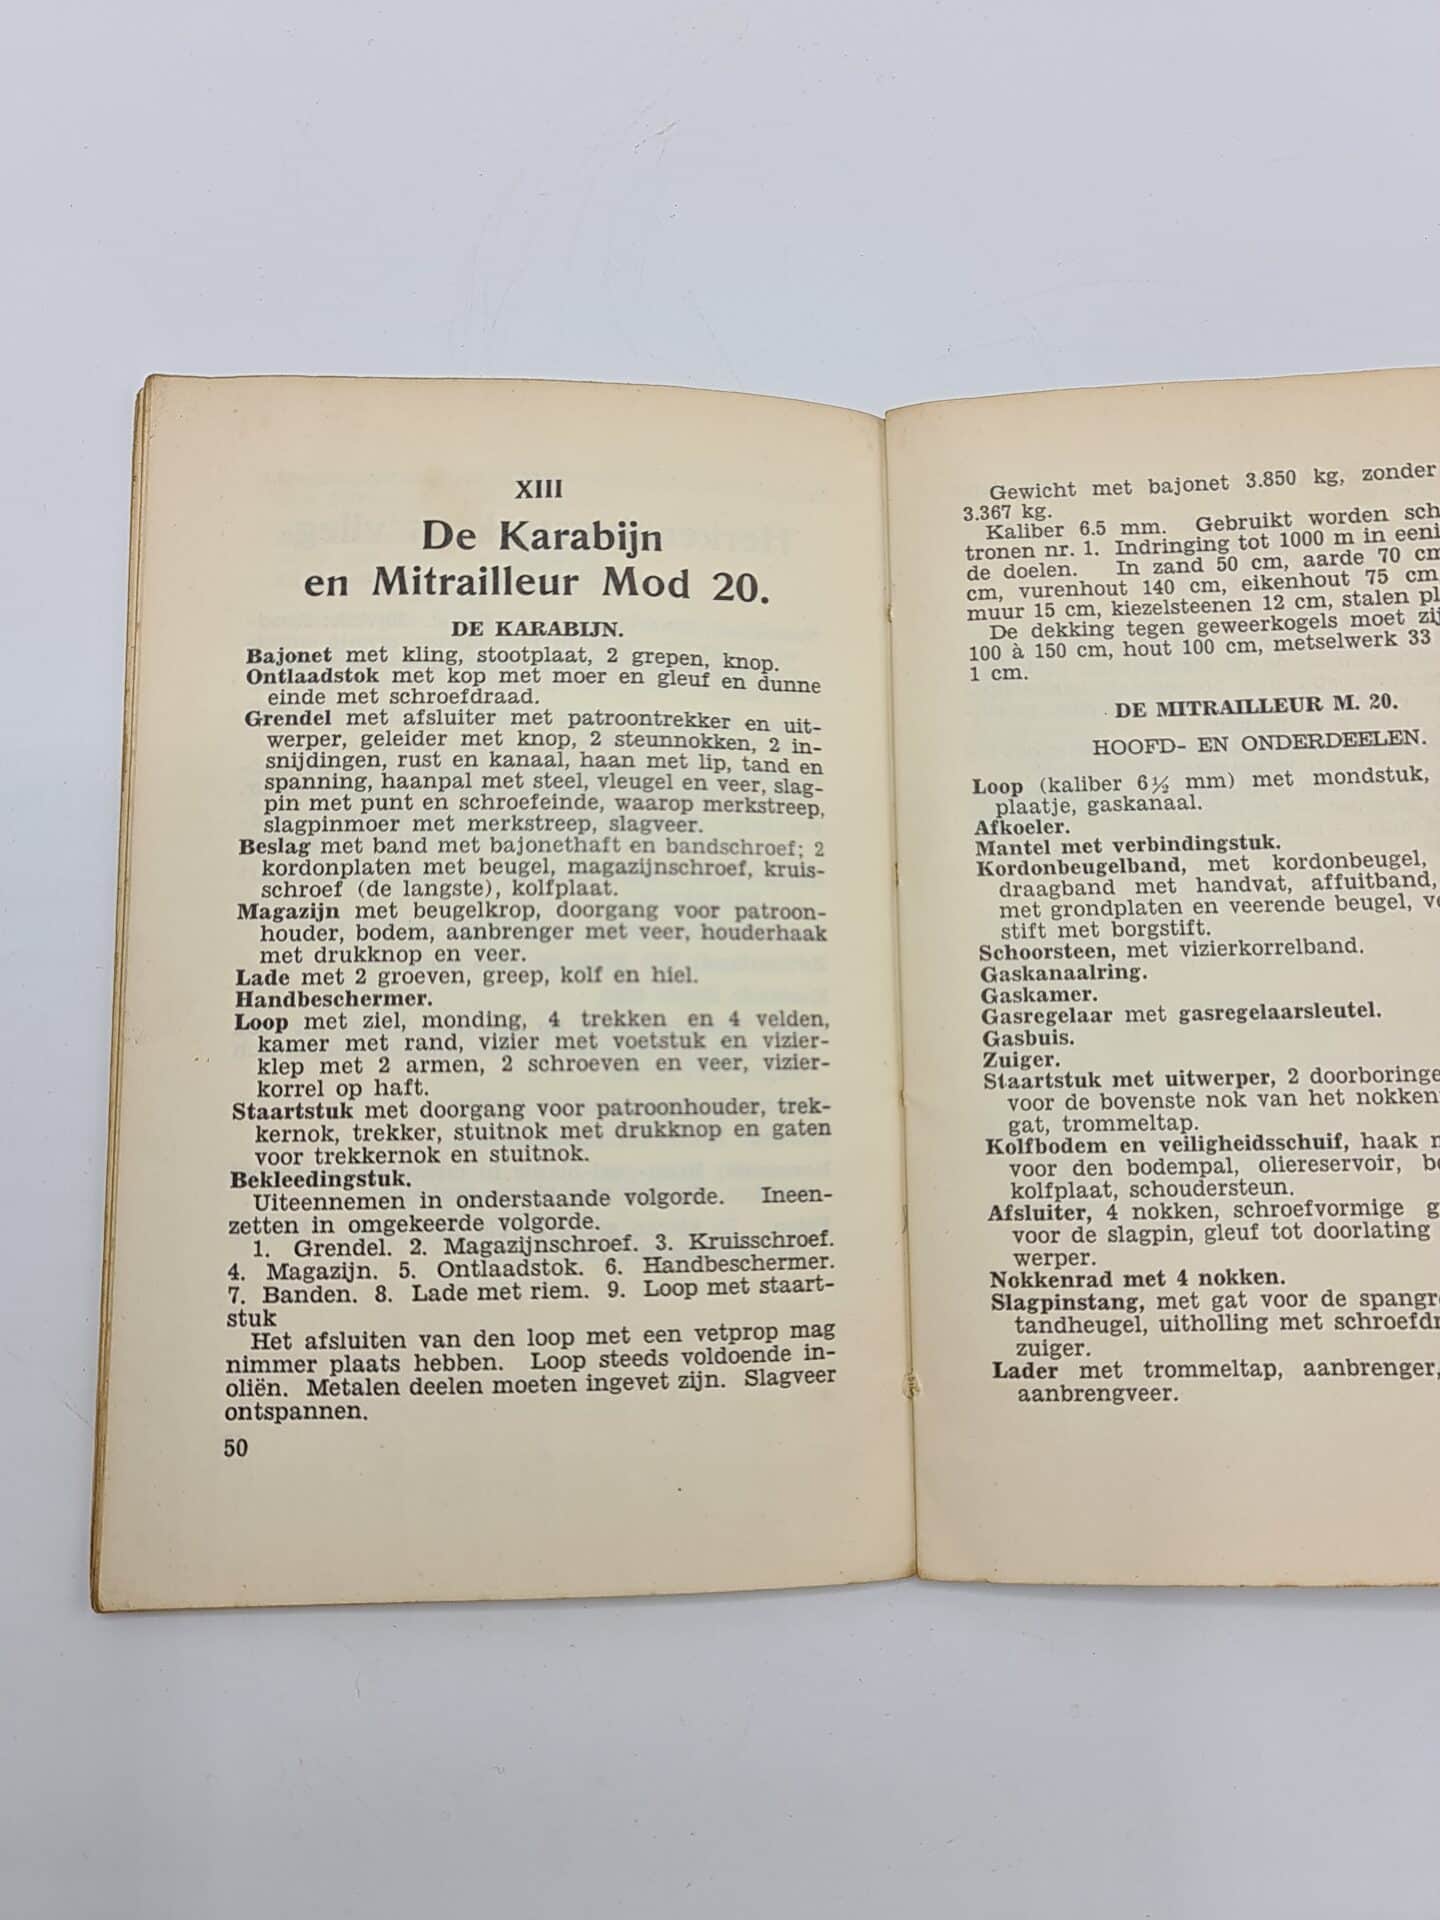 XIII
De Karabijn
en Mitrailleur Mod 20.
DE KARABIJN.
Bajonet met kling, stootplaat, 2 grepen, knop.
Ontlaadstok met kop met moer en gleuf en dunne
einde met schroefdraad.
Grendel met afsluiter met patroontrekker en uit-
werper, geleider met knop, 2 steunnokken, 2 in-
snijdingen, rust en kanaal, haan met lip, tand en
spanning, haanpal met steel, vleugel en veer, slag-
pin met punt en schroefeinde, waarop merkstreep,
slagpinmoer met merkstreep, slagveer.
Beslag met band met bajonethaft en bandschroef; 2
kordonplaten met beugel, magazijnschroef, kruis-
schroef (de langste), kolfplaat.
Magazijn met beugelkrop, doorgang voor patroon-
houder, bodem, aanbrenger met veer, houderhaak
met drukknop en veer.
Lade met 2 groeven, greep, kolf en hiel.
Handbeschermer.
Loop met ziel, monding, 4 trekken en 4 velden,
kamer met rand, vizier met voetstuk en vizier-
klep met 2 armen, 2 schroeven en veer, vizier-
korrel op haft.
Staartstuk met doorgang voor patroonhouder, trek-
kernok, trekker, stuitnok met drukknop en gaten
voor trekkernok en stuitnok.
Bekleedingstuk.
Uiteennemen in onderstaande volgorde. Ineen-
zetten in omgekeerde volgorde.
1. Grendel. 2. Magazijnschroef. 3. Kruisschroef.
4. Magazijn. 5. Ontlaadstok. 6. Handbeschermer.
7. Banden. 8. Lade met riem. 9. Loop met staart-
stuk
Het afsluiten van den loop met een vetprop mag
nimmer plaats hebben. Loop steeds voldoende in-
oliën. Metalen deelen moeten ingevet zijn. Slagveer
ontspannen.
50
Gewicht met bajonet 3.850 kg, zonder
3.367 kg.
Kaliber 6.5 mm. Gebruikt worden sch
tronen nr. 1. Indringing tot 1000 m in eeni
de doelen. In zand 50 cm, aarde 70 cm
cm, vurenhout 140 cm, eikenhout 75 cm
muur 15 cm, kiezelsteenen 12 cm, stalen pl
De dekking tegen geweerkogels moet zij
100 à 150 cm, hout 100 cm, metselwerk 33
1 cm.
DE MITRAILLEUR M. 20.
HOOFD- EN ONDERDEELEN.
Loop (kaliber 6½ mm) met mondstuk,
plaatje, gaskanaal.
Afkoeler.
Mantel met verbindingstuk.
Kordonbeugelband, met kordonbeugel,
draagband met handvat, affuitband,
met grondplaten en veerende beugel, ve
stift met borgstift.
Schoorsteen, met vizierkorrelband.
Gaskanaalring.
Gaskamer.
Gasregelaar met gasregelaarsleutel.
Gasbuis.
Zuiger.
Staartstuk met uitwerper, 2 doorboringe
voor de bovenste nok van het nokken
gat, trommeltap.
Kolfbodem en veiligheidsschuif, haak
voor den bodempal, oliereservoir, be
kolfplaat, schoudersteun.
Afsluiter, 4 nokken, schroefvormige g
voor de slagpin, gleuf tot doorlating
werper.
Nokkenrad met 4 nokken.
Slagpinstang, met gat voor de spangr
tandheugel, uitholling met schroefdr
zuiger.
Lader met trommeltap, aanbrenger,
aanbrengveer.